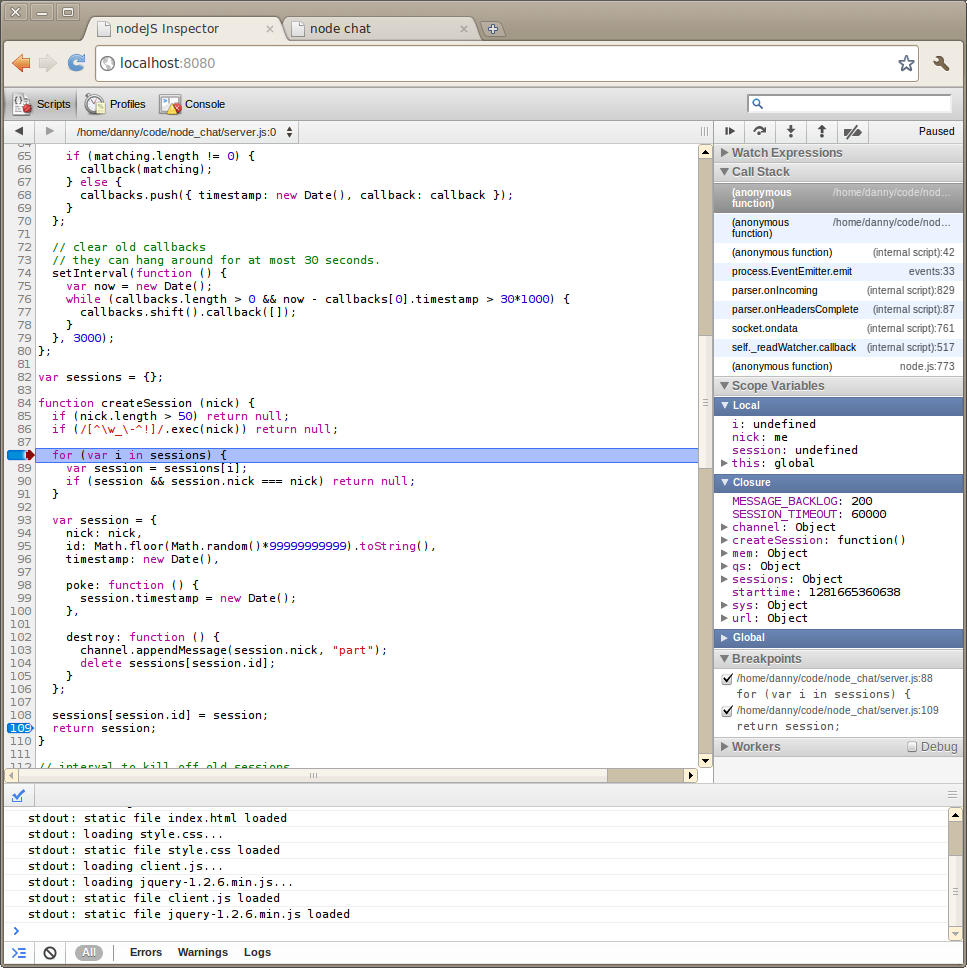 nodeJS Inspector
node chat
localhost:8080
Scripts
Profiles
Console
/home/danny/code/node_chat/server.js:0
Paused
65 if (matching.length != 0) {
66 callback(matching);
67 } else {
68 callbacks.push({ timestamp: new Date(), callback: callback });
69 }
70 };
71
72 // clear old callbacks
73 // they can hang around for at most 30 seconds.
74 setInterval(function () {
75 var now = new Date();
76 while (callbacks.length > 0 && now - callbacks[0].timestamp > 30*1000) {
77 callbacks.shift().callback([]);
78 }
79 }, 3000);
80 };
81
82 var sessions = {};
83
84 function createSession (nick) {
85 if (nick.length > 50) return null;
86 if (/[^\w_\-^!]/.exec(nick)) return null;
87
for (var i in sessions) {
89 var session = sessions[i];
90 if (session && session.nick === nick) return null;
91 }
92
93 var session = {
94 nick: nick,
95 id: Math.floor(Math.random()*99999999999).toString(),
96 timestamp: new Date(),
97
98 poke: function () {
99 session.timestamp = new Date();
100 },
101
102 destroy: function () {
103 channel.appendMessage(session.nick, "part");
104 delete sessions[session.id];
105 }
106 };
107
108 sessions[session.id] = session;
109 return session;
110 }
111
112 // interval to kill off old sessions
Watch Expressions
Call Stack
(anonymous function) /home/danny/code/nod…
(anonymous function) /home/danny/code/nod…
(anonymous function) (internal script):42
process.EventEmitter.emit events:33
parser.onIncoming (internal script):829
parser.onHeadersComplete (internal script):87
socket.ondata (internal script):761
self._readWatcher.callback (internal script):517
(anonymous function) node.js:773
Scope Variables
Local
i: undefined
nick: me
session: undefined
this: global
Closure
MESSAGE_BACKLOG: 200
SESSION_TIMEOUT: 60000
channel: Object
createSession: function()
mem: Object
qs: Object
sessions: Object
starttime: 1281665360638
sys: Object
url: Object
Global
Breakpoints
/home/danny/code/node_chat/server.js:88
for (var i in sessions) {
/home/danny/code/node_chat/server.js:109
return session;
Workers
Debug
stdout: static file index.html loaded
stdout: loading style.css...
stdout: static file style.css loaded
stdout: loading client.js...
stdout: loading jquery-1.2.6.min.js...
stdout: static file client.js loaded
stdout: static file jquery-1.2.6.min.js loaded
>
All
Errors
Warnings
Logs